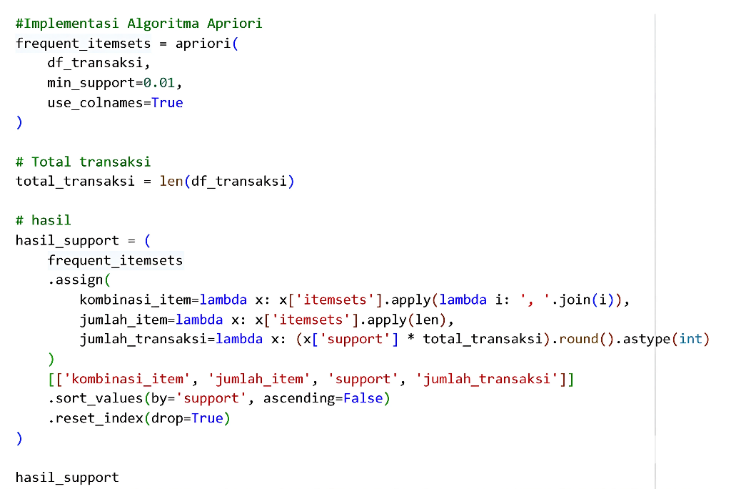 #Implementasi Algoritma Apriori
frequent_itemsets = apriori(
    df_transaksi,
    min_support=0.01,
    use_colnames=True
)

# Total transaksi
total_transaksi = len(df_transaksi)

# hasil
hasil_support = (
    frequent_itemsets
    .assign(
        kombinasi_item=lambda x: x['itemsets'].apply(lambda i: ', '.join(i)),
        jumlah_item=lambda x: x['itemsets'].apply(len),
        jumlah_transaksi=lambda x: (x['support'] * total_transaksi).round().astype(int)
    )
    [['kombinasi_item', 'jumlah_item', 'support', 'jumlah_transaksi']]
    .sort_values(by='support', ascending=False)
    .reset_index(drop=True)
)

hasil_support